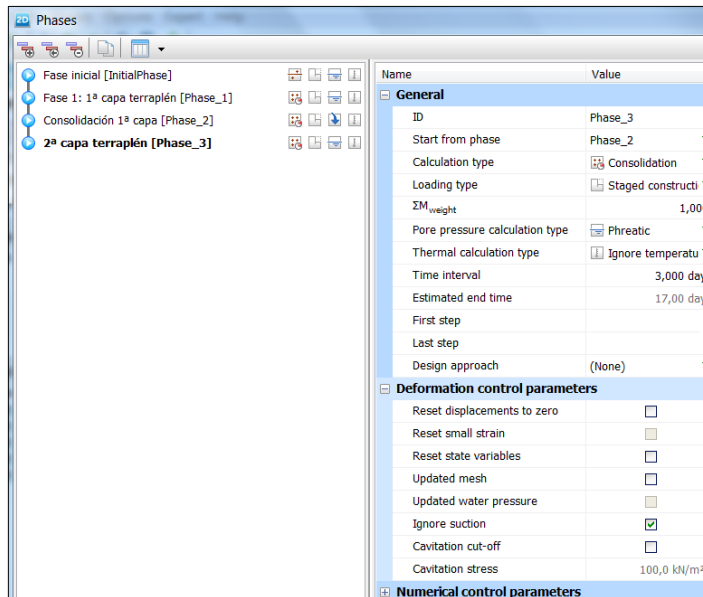 2D Phases
Fase inicial [InitialPhase]
Fase 1: 1ª capa terraplén [Phase_1]
Consolidación 1ª capa [Phase_2]
2ª capa terraplén [Phase_3]
Name Value
General
ID Phase_3
Start from phase Phase_2
Calculation type Consolidation
Loading type Staged constructi
ΣMweight 1,000
Pore pressure calculation type Phreatic
Thermal calculation type Ignore temperatu
Time interval 3,000 day
Estimated end time 17,00 day
First step
Last step
Design approach (None)
Deformation control parameters
Reset displacements to zero
Reset small strain
Reset state variables
Updated mesh
Updated water pressure
Ignore suction
Cavitation cut-off
Cavitation stress 100,0 kN/m²
Numerical control parameters